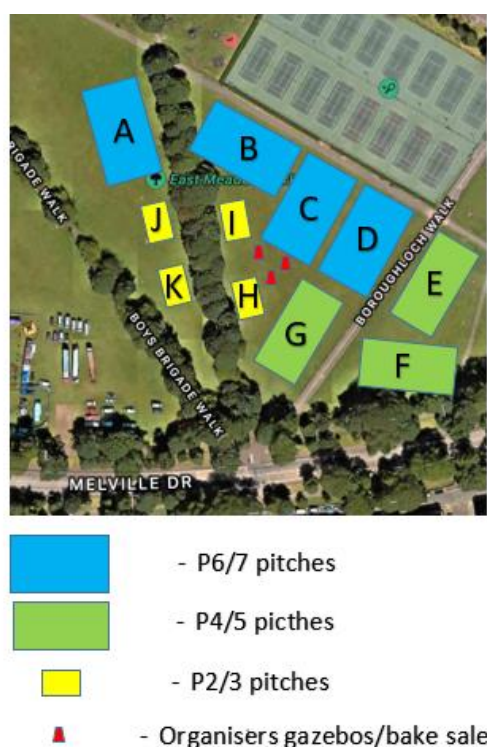 A
B
East Mea
BRIGADE WALK
J
I
C
D
BOROUGHLOCH WALK
E
K
H
G
F
BOYS BRIGADE WALK
MELVILLE DR
- P6/7 pitches
- P4/5 picthes
- P2/3 pitches
- Organisers gazebos/bake sale